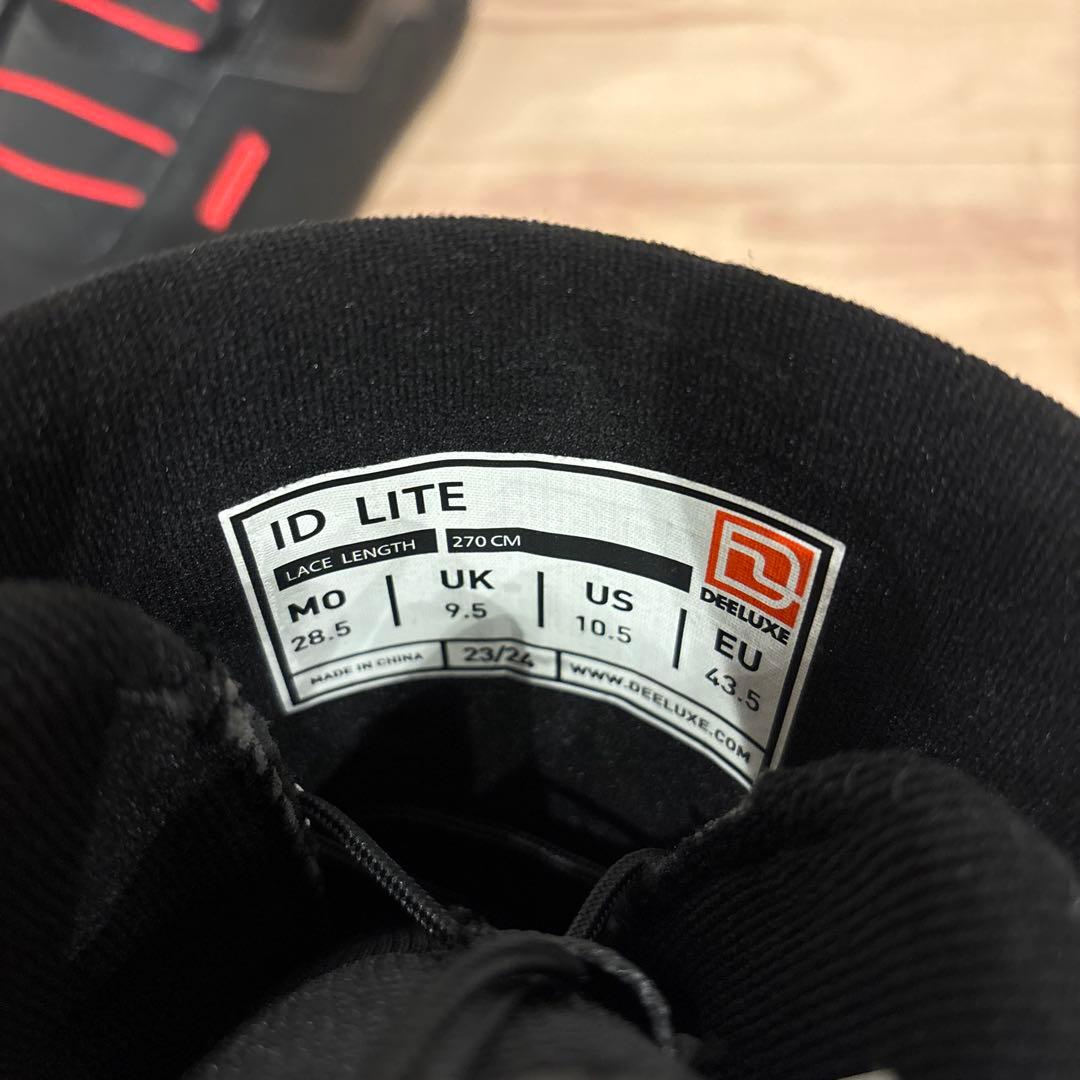 ID LITE
LACE LENGTH 270 CM
MO UK US EU
28.5 9.5 10.5 43.5
MADE IN CHINA 23/24 WWW.DEELUXE.COM
DEELUXE